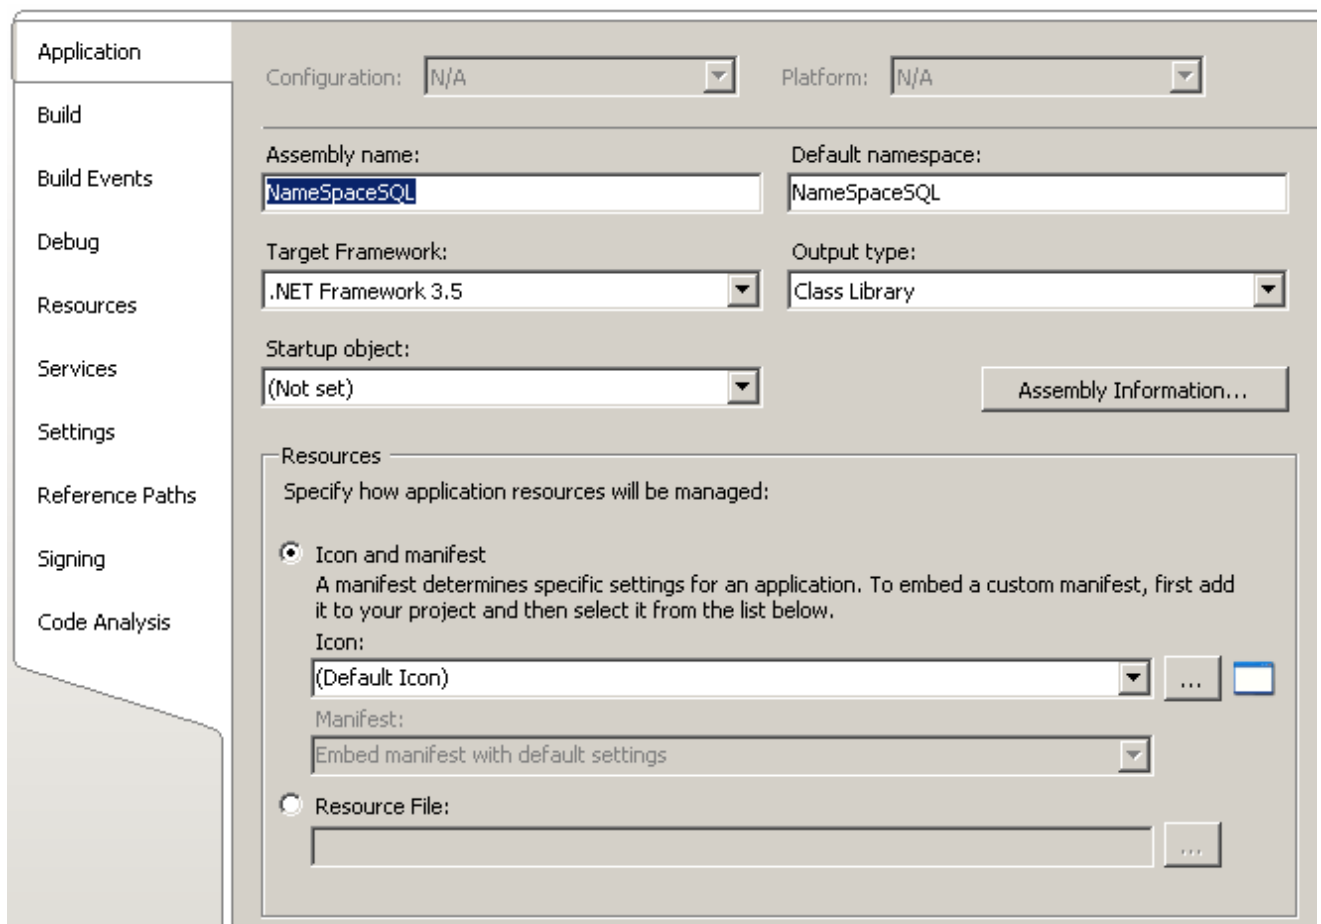 Application
Build
Build Events
Debug
Resources
Services
Settings
Reference Paths
Signing
Code Analysis
Configuration: N/A Platform: N/A
Assembly name: Default namespace:
NameSpaceSQL NameSpaceSQL
Target Framework: Output type:
.NET Framework 3.5 Class Library
Startup object:
(Not set) Assembly Information...
Resources
Specify how application resources will be managed:
Icon and manifest
A manifest determines specific settings for an application. To embed a custom manifest, first add
it to your project and then select it from the list below.
Icon:
(Default Icon) ...
Manifest:
Embed manifest with default settings
Resource File:
...